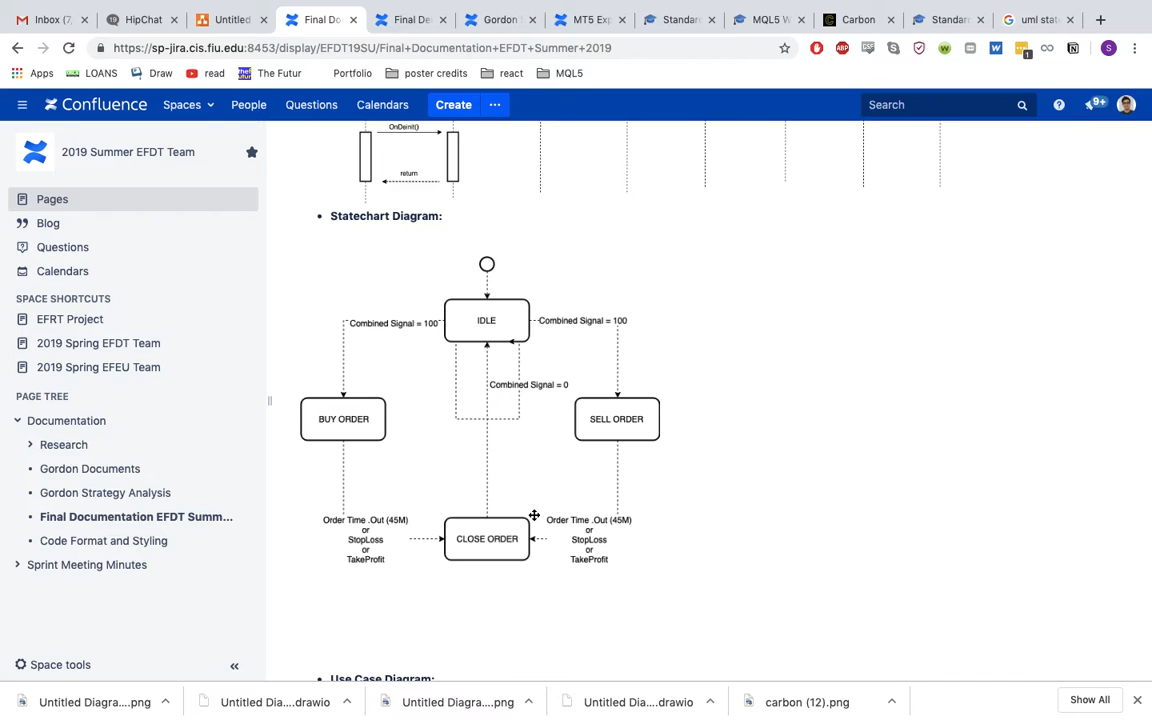 Inbox (7,
HipChat
Untitled
Final Do
Final De
Gordon S
MT5 Exp
Standard
MQL5 W
Carbon
Standard
uml stat
https://sp-jira.cis.fiu.edu:8453/display/EFDT19SU/Final+Documentation+EFDT+Summer+2019
Apps
LOANS
Draw
read
The Futur
Portfolio
poster credits
react
MQL5
Confluence
Spaces
People
Questions
Calendars
Create
Search
9+
2019 Summer EFDT Team
Pages
Blog
Questions
Calendars
SPACE SHORTCUTS
EFRT Project
2019 Spring EFDT Team
2019 Spring EFEU Team
PAGE TREE
Documentation
Research
Gordon Documents
Gordon Strategy Analysis
Final Documentation EFDT Summ...
Code Format and Styling
Sprint Meeting Minutes
Space tools
OnDeinit()
return
Statechart Diagram:
IDLE
Combined Signal = 100
Combined Signal = 100
Combined Signal = 0
BUY ORDER
SELL ORDER
Order Time .Out (45M)
or
StopLoss
or
TakeProfit
CLOSE ORDER
Order Time .Out (45M)
or
StopLoss
or
TakeProfit
Use Case Diagram:
Untitled Diagra....png
Untitled Dia....drawio
Untitled Diagra....png
Untitled Dia....drawio
carbon (12).png
Show All